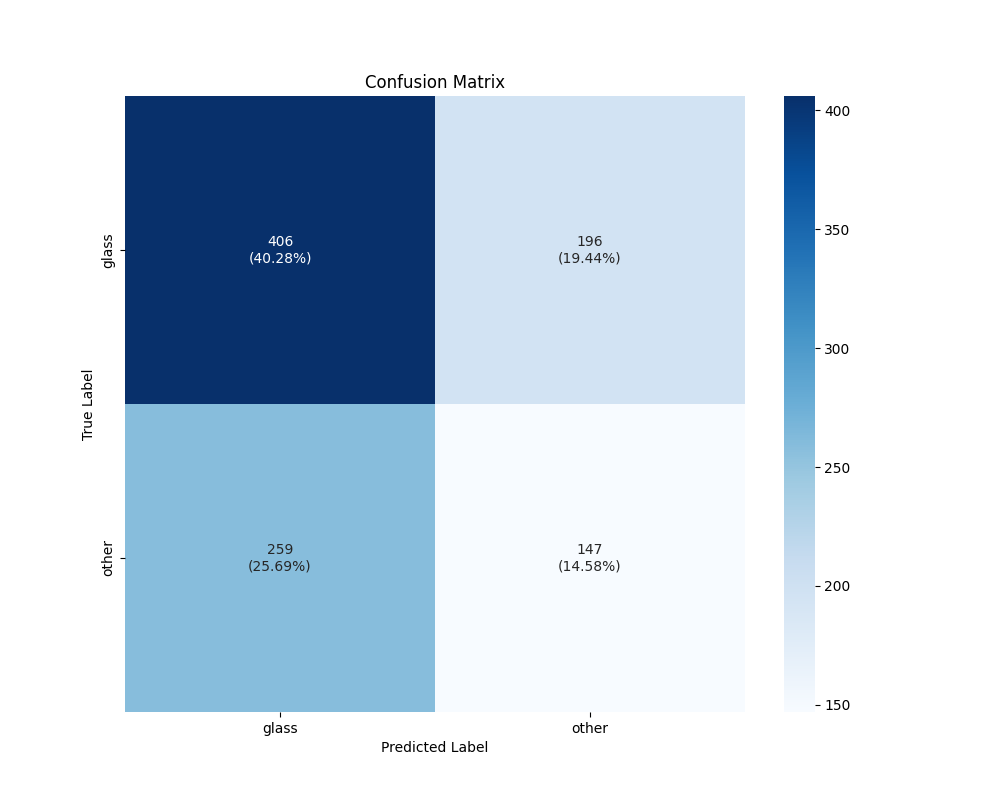 Confusion Matrix
406
(40.28%)
196
(19.44%)
259
(25.69%)
147
(14.58%)
glass
other
True Label
glass
other
Predicted Label
400
350
300
250
200
150